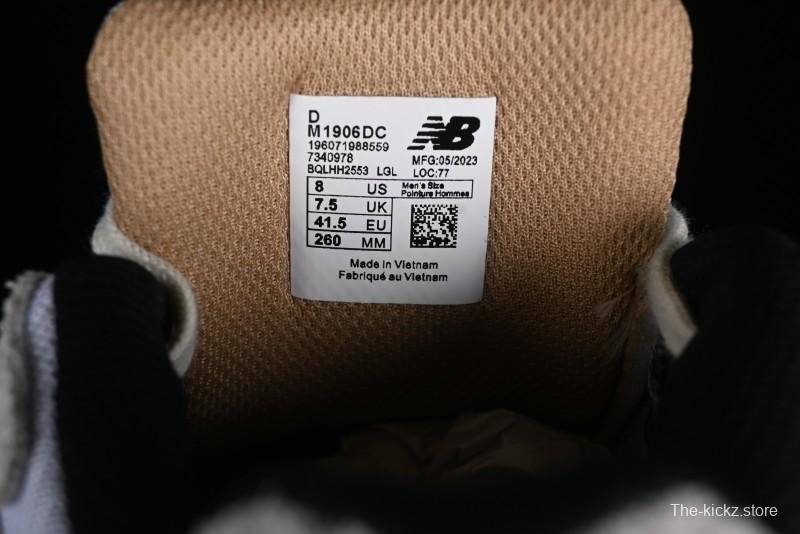 D
M1906DC
196071988559
7340978
BQLHH2553 LGL
NB
MFG:05/2023
LOC:77
8 US
7.5 UK
41.5 EU
260 MM
Men's Size
Pointure Hommes
Made in Vietnam
Fabriqué au Vietnam
The-kickz.store